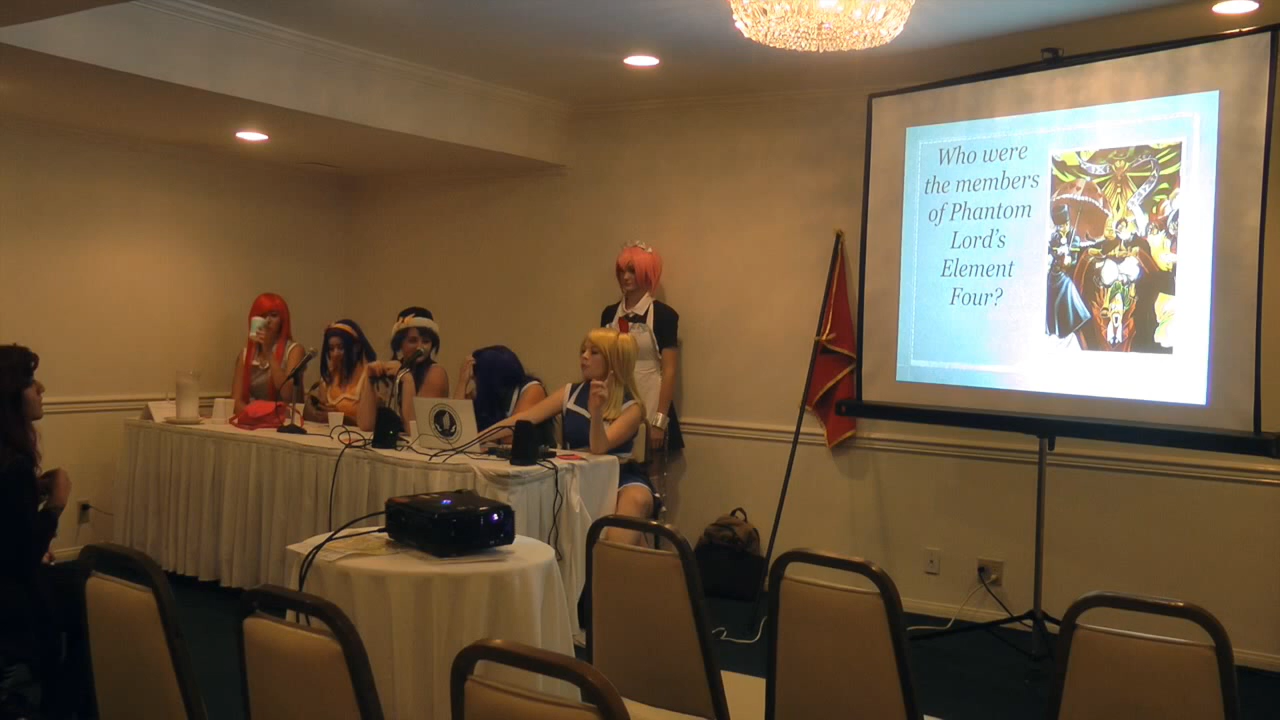 Who were
the members
of Phantom
Lord's
Element
Four?